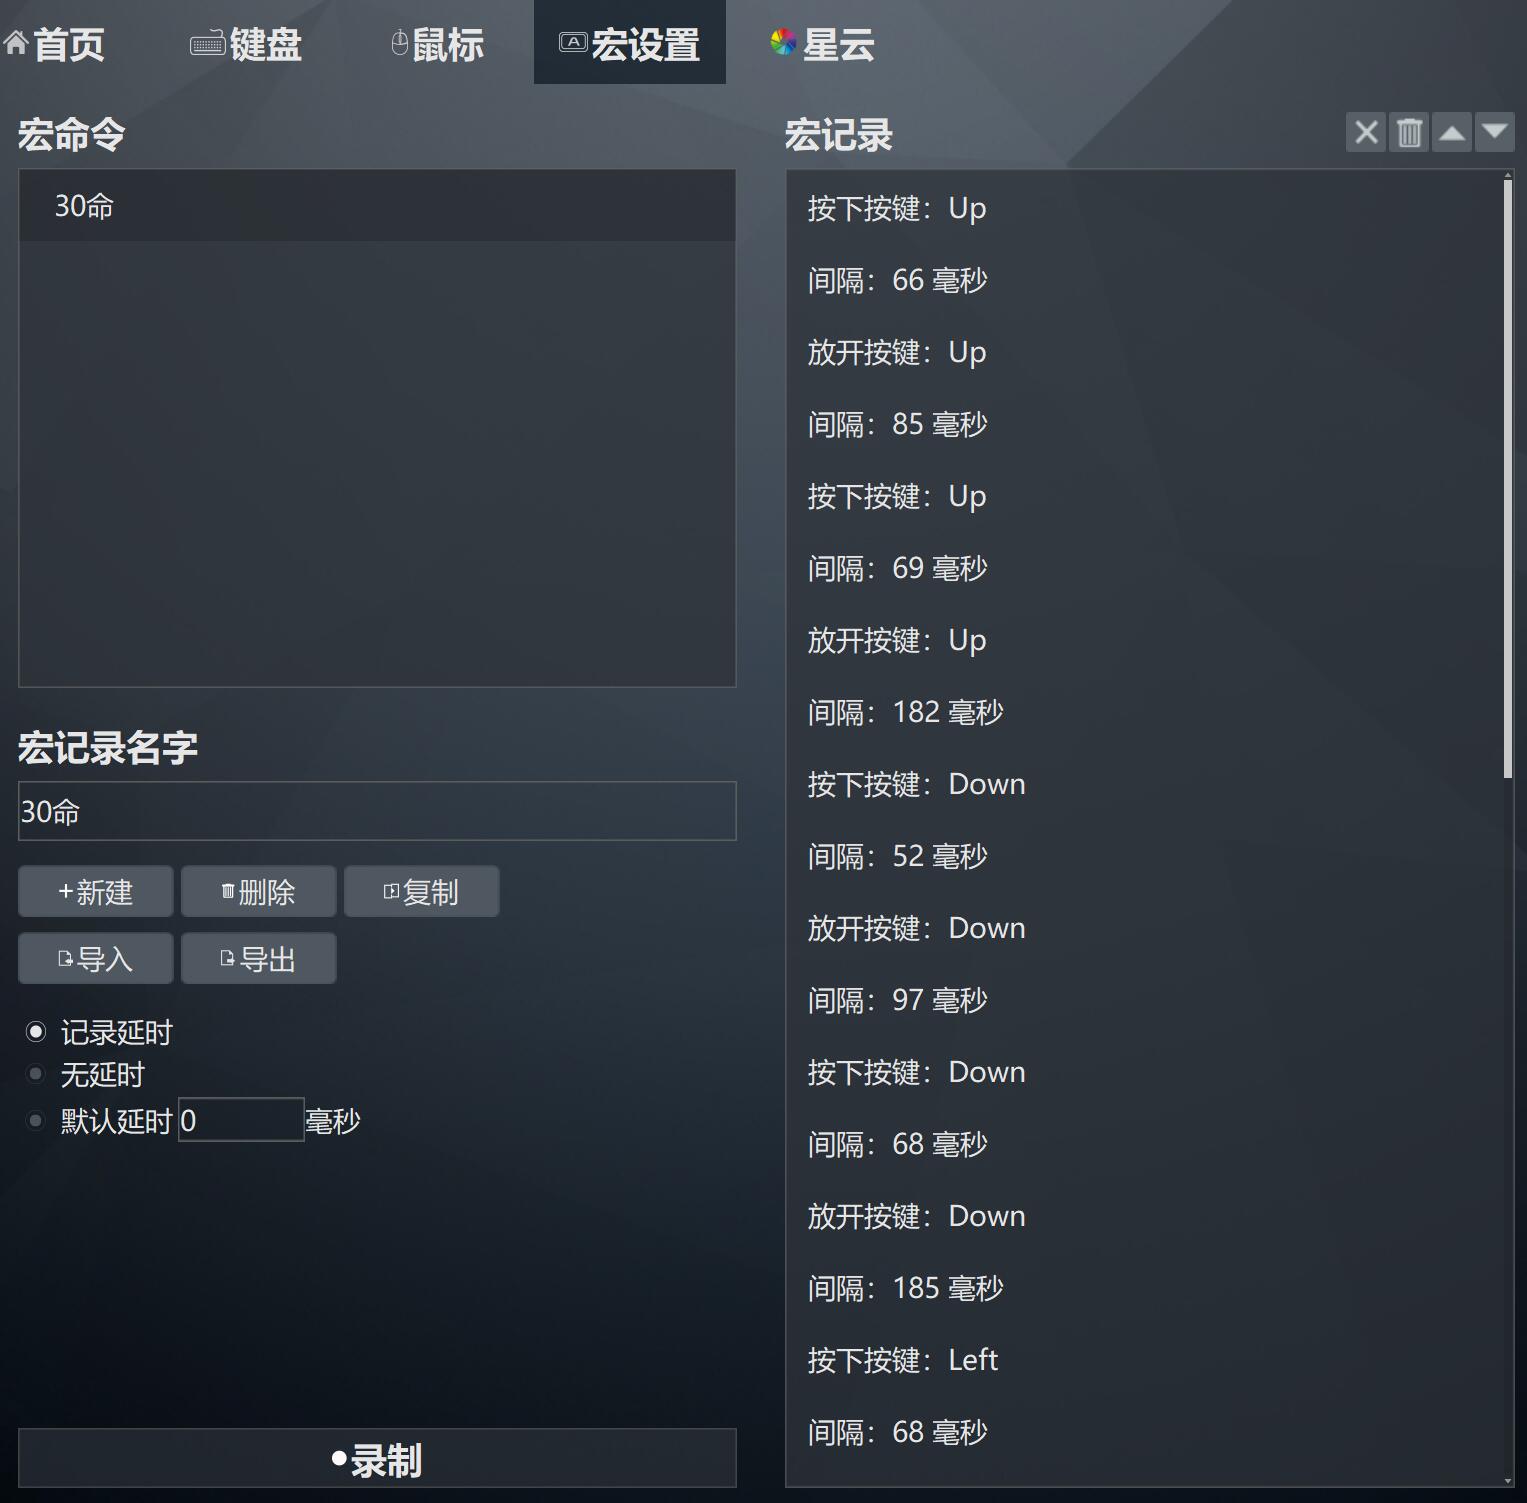 首页 键盘 鼠标 宏设置 星云
宏命令
30命
宏记录名字
30命
新建 删除 复制
导入 导出
记录延时
无延时
默认延时 0 毫秒
录制
宏记录
按下按键：Up
间隔：66 毫秒
放开按键：Up
间隔：85 毫秒
按下按键：Up
间隔：69 毫秒
放开按键：Up
间隔：182 毫秒
按下按键：Down
间隔：52 毫秒
放开按键：Down
间隔：97 毫秒
按下按键：Down
间隔：68 毫秒
放开按键：Down
间隔：185 毫秒
按下按键：Left
间隔：68 毫秒